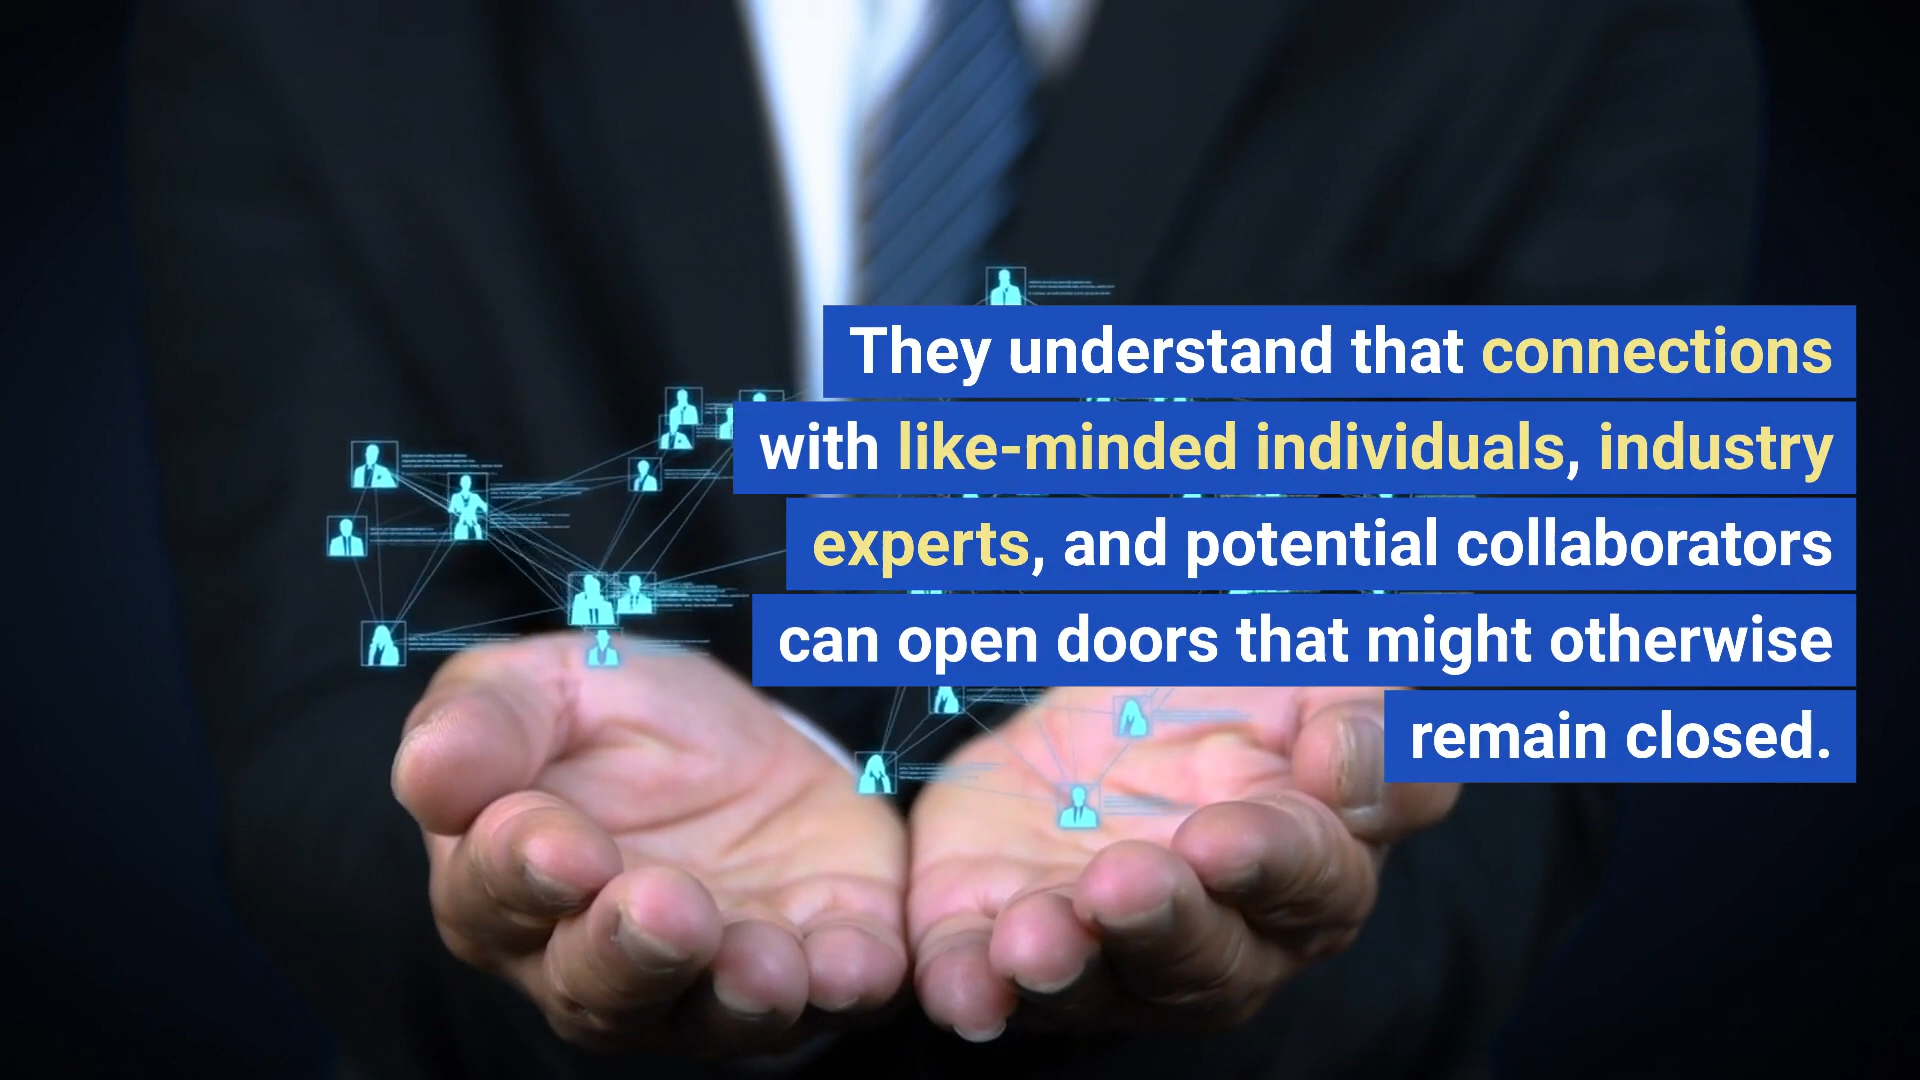 They understand that connections
with like-minded individuals, industry
experts, and potential collaborators
can open doors that might otherwise
remain closed.